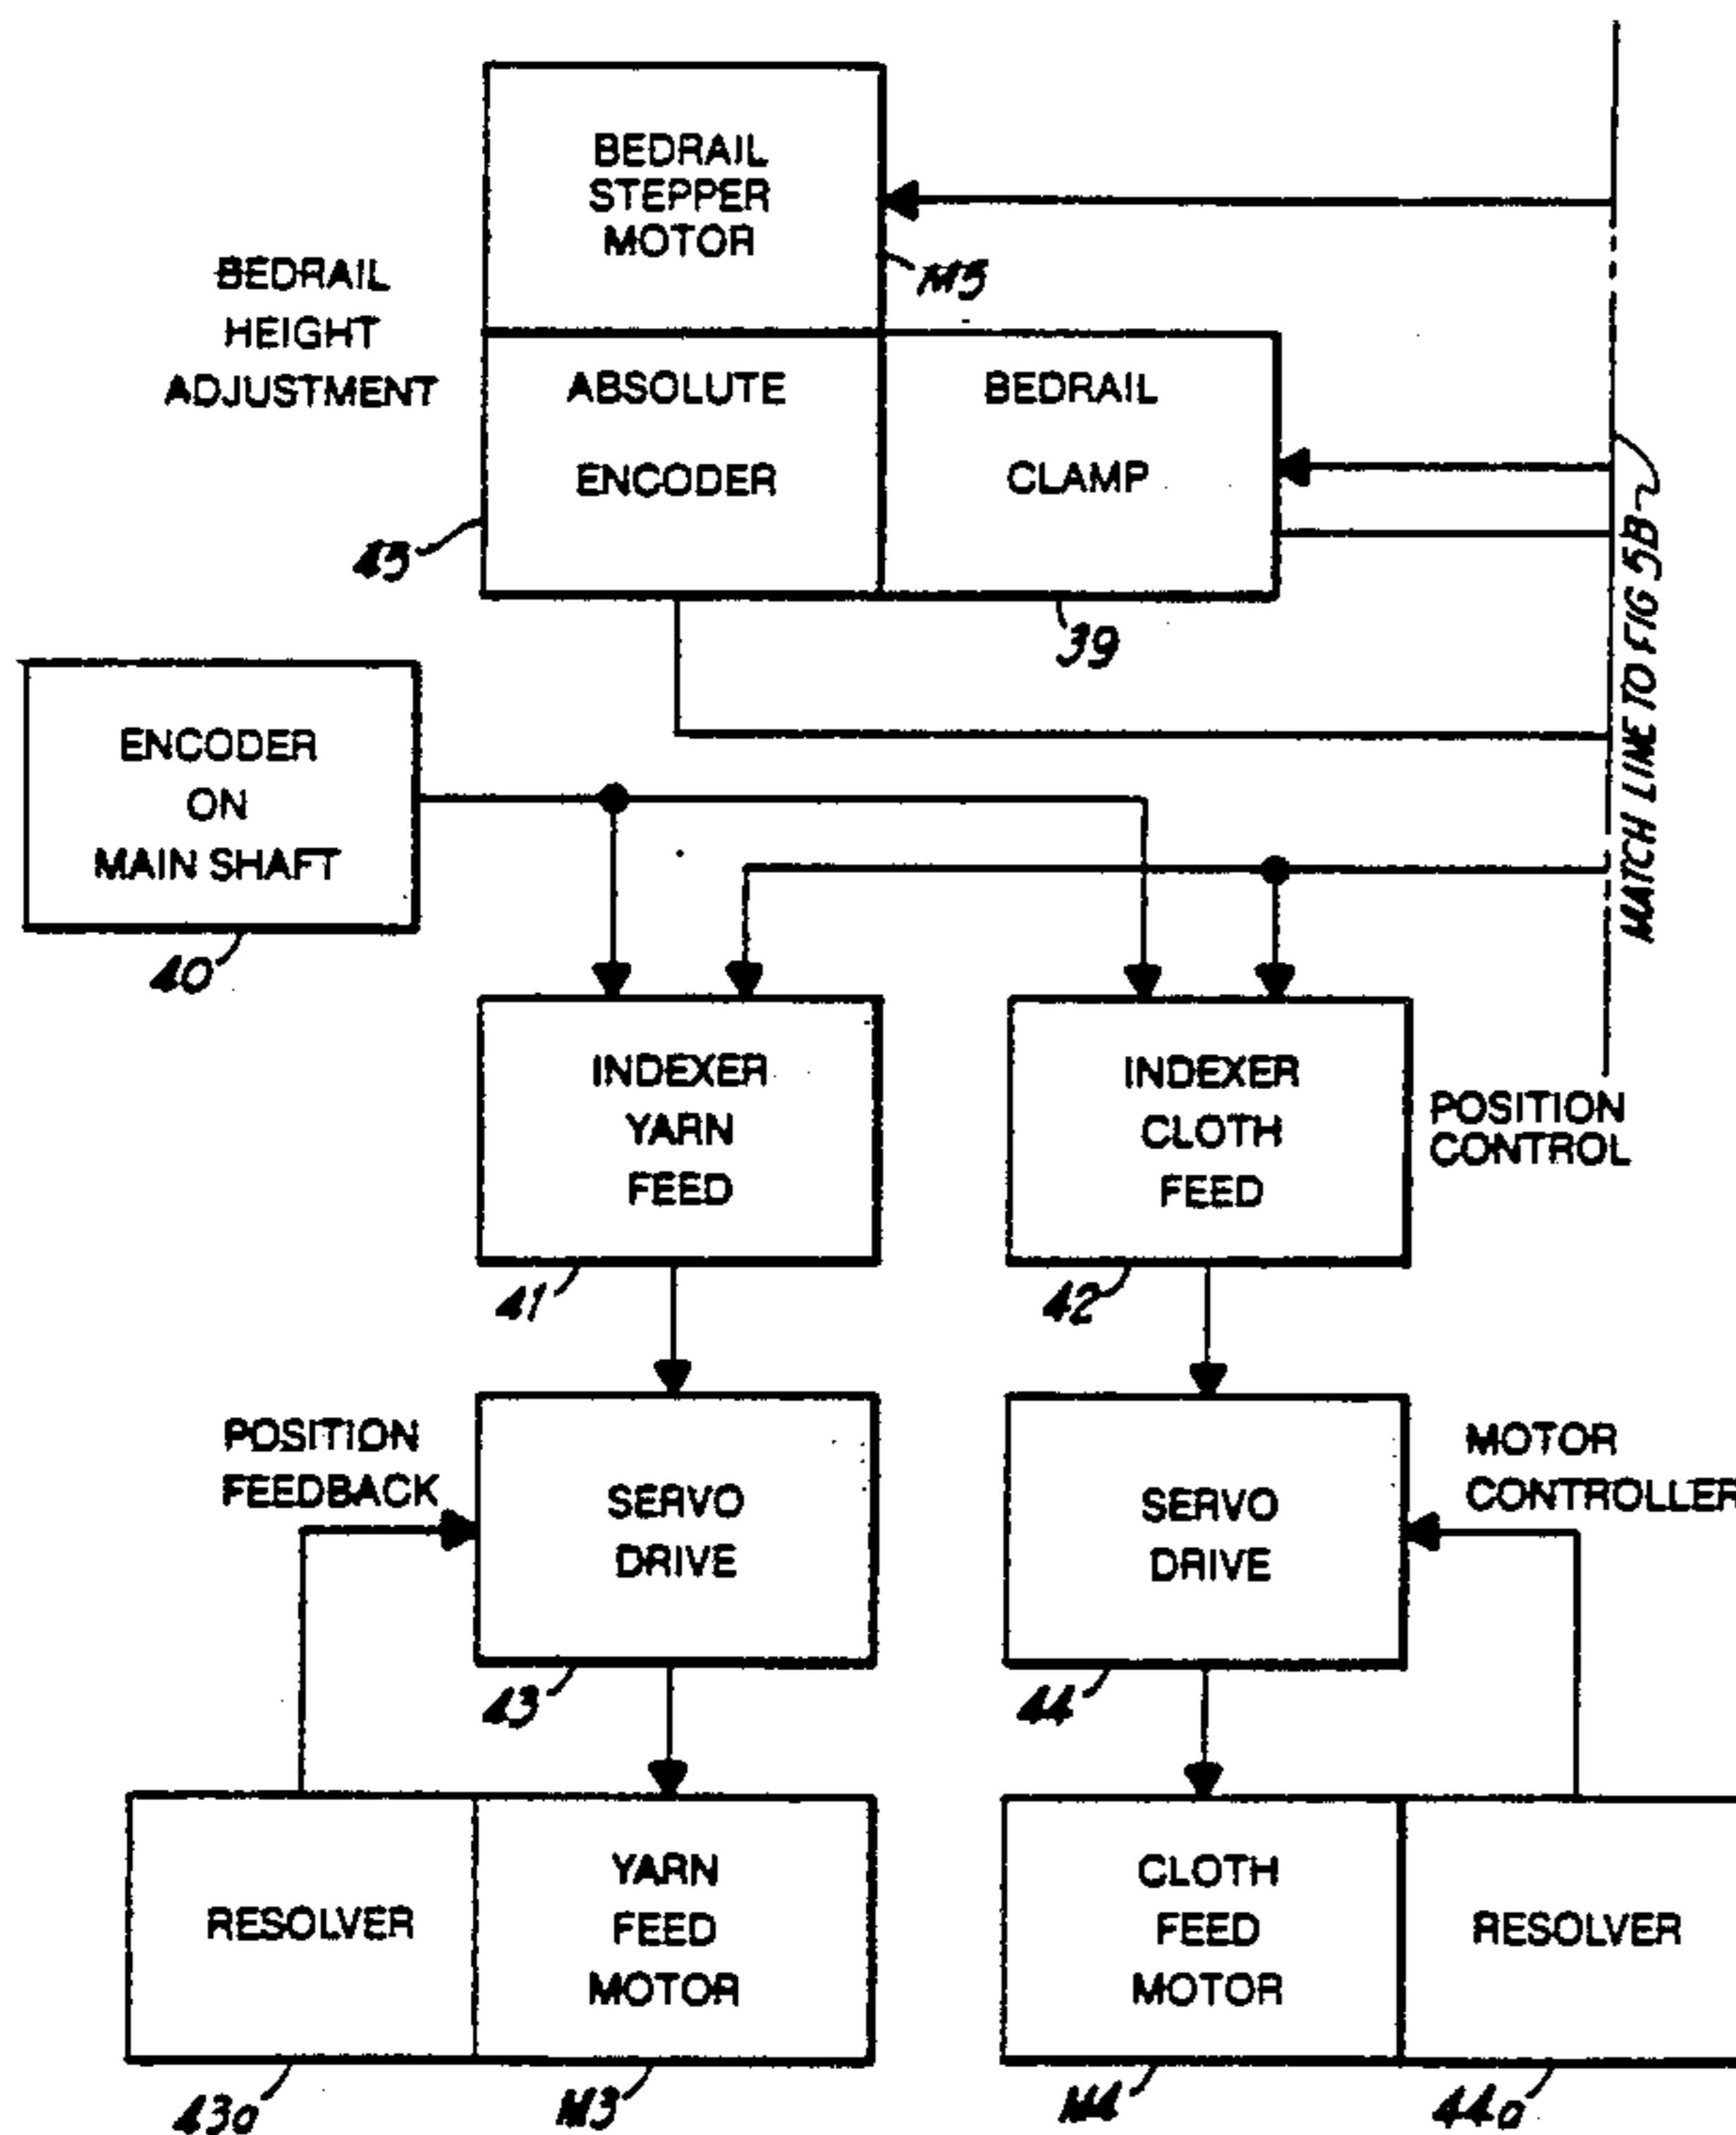 BEDRAIL
STEPPER
MOTOR
M5
BEDRAIL
HEIGHT
ADJUSTMENT
ABSOLUTE
ENCODER
BEDRAIL
CLAMP
45
39
MATCH LINE TO FIG 5B
ENCODER
ON
MAIN SHAFT
40
INDEXER
YARN
FEED
INDEXER
CLOTH
FEED
POSITION
CONTROL
41
42
POSITION
FEEDBACK
SERVO
DRIVE
SERVO
DRIVE
MOTOR
CONTROLLER
43
44
RESOLVER
YARN
FEED
MOTOR
CLOTH
FEED
MOTOR
RESOLVER
43a
M3
M4
44a